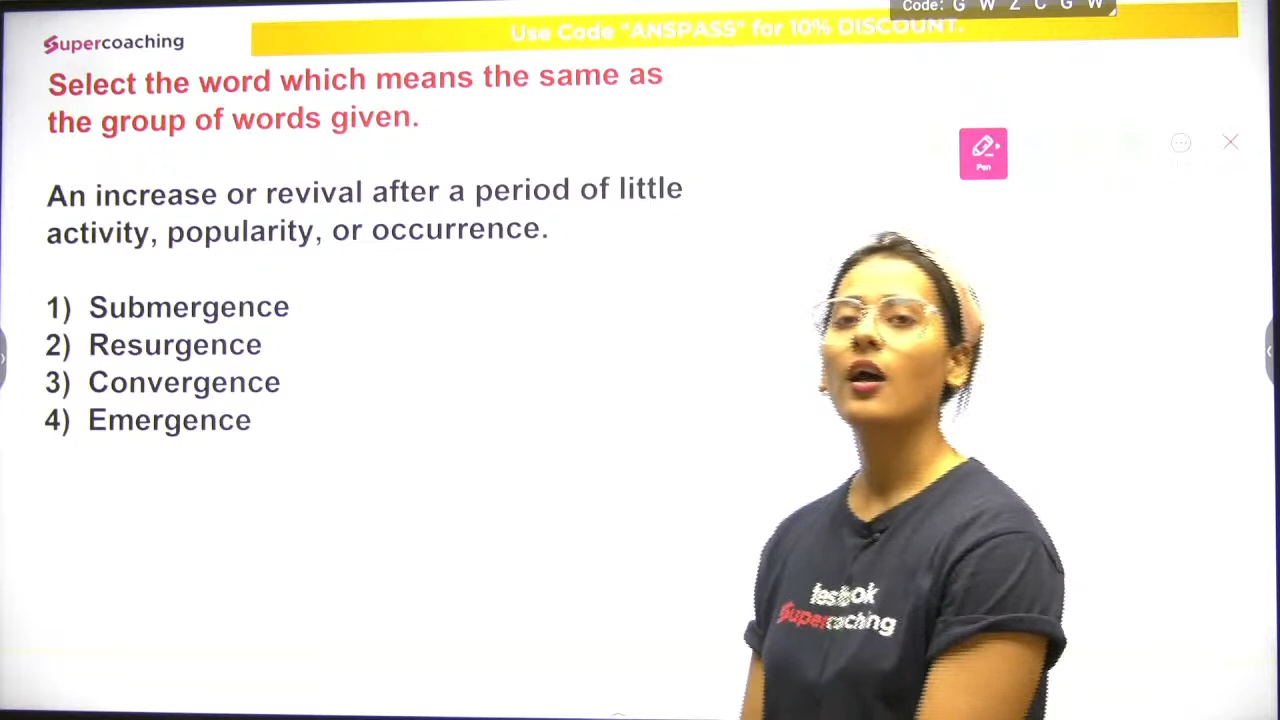 Code: G W Z C G W
Supercoaching
Use Code "ANSPASS" for 10% DISCOUNT.
Select the word which means the same as
the group of words given.
Pen
An increase or revival after a period of little
activity, popularity, or occurrence.
1) Submergence
2) Resurgence
3) Convergence
4) Emergence
testbook
Supercoaching